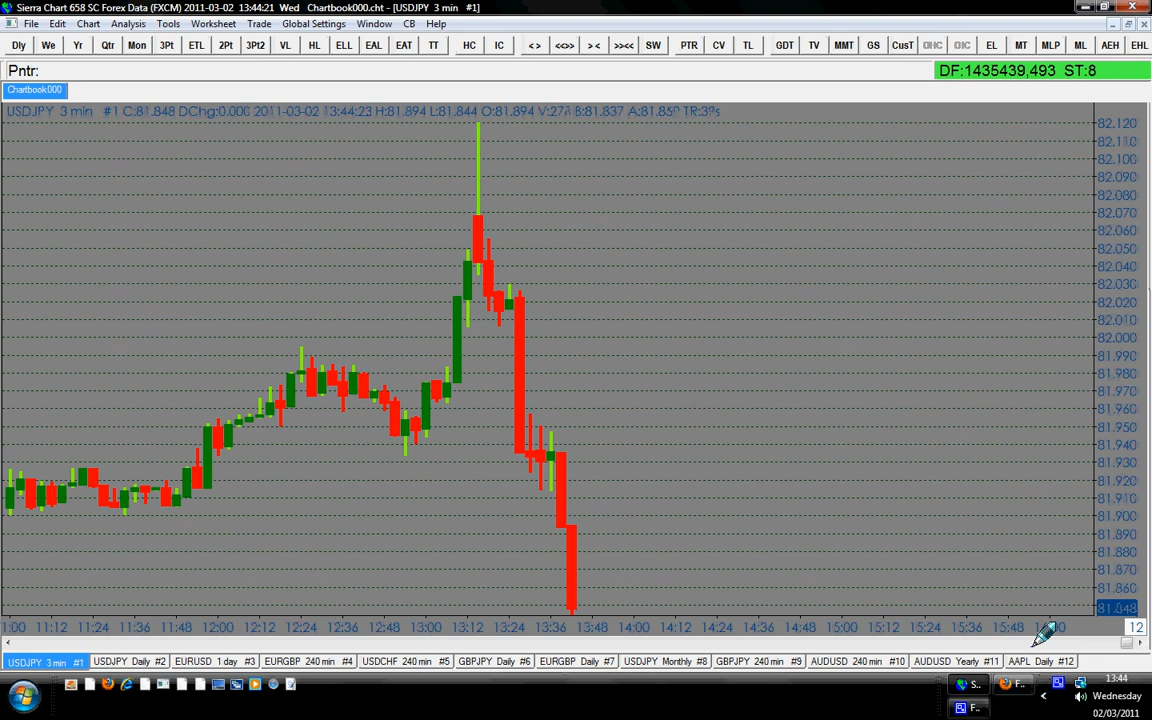 Sierra Chart 658 SC Forex Data (FXCM) 2011-03-02 13:44:21 Wed Chartbook000.cht - [USDJPY 3 min #1]
File Edit Chart Analysis Tools Worksheet Trade Global Settings Window CB Help
Dly We Yr Qtr Mon 3Pt ETL 2Pt 3Pt2 VL HL ELL EAL EAT TT HC IC <> <<>> >< >><< SW PTR CV TL GDT TV MMT GS CusT OHC OIC EL MT MLP ML AEH EHL
Pntr: DF:1435439,493 ST:8
Chartbook000
USDJPY 3 min #1 C:81.848 DChg:0.000 2011-03-02 13:44:23 H:81.894 L:81.844 O:81.894
82.120
82.110
82.100
82.090
82.080
82.070
82.060
82.050
82.040
82.030
82.020
82.010
82.000
81.990
81.980
81.970
81.960
81.950
81.940
81.930
81.920
81.910
81.900
81.890
81.880
81.870
81.860
81.848
11:12 11:24 11:36 11:48 12:00 12:12 12:24 12:36 12:48 13:00 13:12 13:24 13:36 13:48 14:00 14:12 14:24 14:36 14:48 15:00 15:12 15:24 15:36 15:48 12
USDJPY 3 min #1 USDJPY Daily #2 EURUSD 1 day #3 EURGBP 240 min #4 USDCHF 240 min #5 GBPJPY Daily #6 EURGBP Daily #7 USDJPY Monthly #8 GBPJPY 240 min #9 AUDUSD 240 min #10 AUDUSD Yearly #11 AAPL Daily #12
S.. F.. 13:44
Wednesday
F.. 02/03/2011